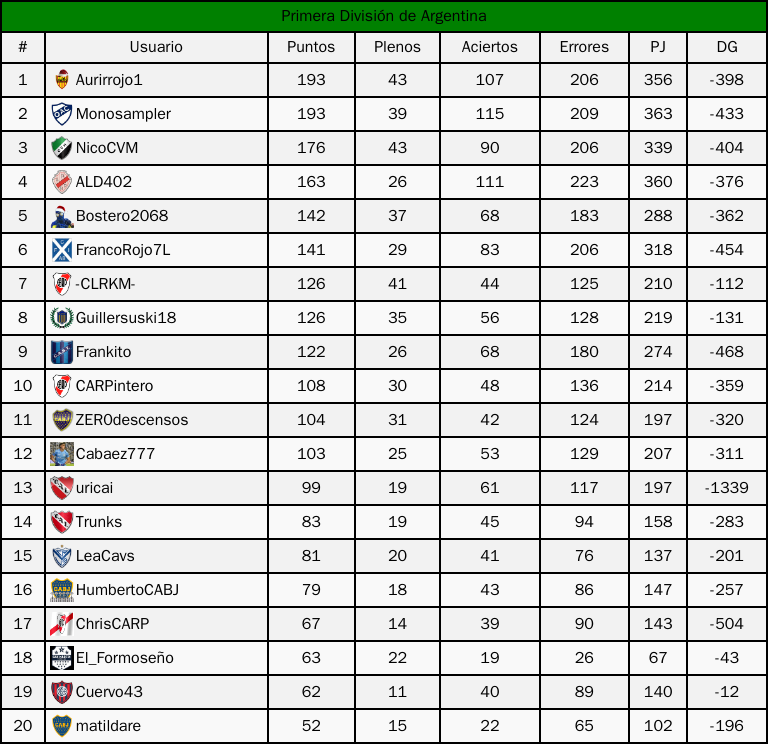 Primera División de Argentina
# Usuario Puntos Plenos Aciertos Errores PJ DG
1 Aurirrojo1 193 43 107 206 356 -398
2 Monosampler 193 39 115 209 363 -433
3 NicoCVM 176 43 90 206 339 -404
4 ALD402 163 26 111 223 360 -376
5 Bostero2068 142 37 68 183 288 -362
6 FrancoRojo7L 141 29 83 206 318 -454
7 -CLRKM- 126 41 44 125 210 -112
8 Guillersuski18 126 35 56 128 219 -131
9 Frankito 122 26 68 180 274 -468
10 CARPintero 108 30 48 136 214 -359
11 ZER0descensos 104 31 42 124 197 -320
12 Cabaez777 103 25 53 129 207 -311
13 uricai 99 19 61 117 197 -1339
14 Trunks 83 19 45 94 158 -283
15 LeaCavs 81 20 41 76 137 -201
16 HumbertoCABJ 79 18 43 86 147 -257
17 ChrisCARP 67 14 39 90 143 -504
18 El_Formoseño 63 22 19 26 67 -43
19 Cuervo43 62 11 40 89 140 -12
20 matildare 52 15 22 65 102 -196